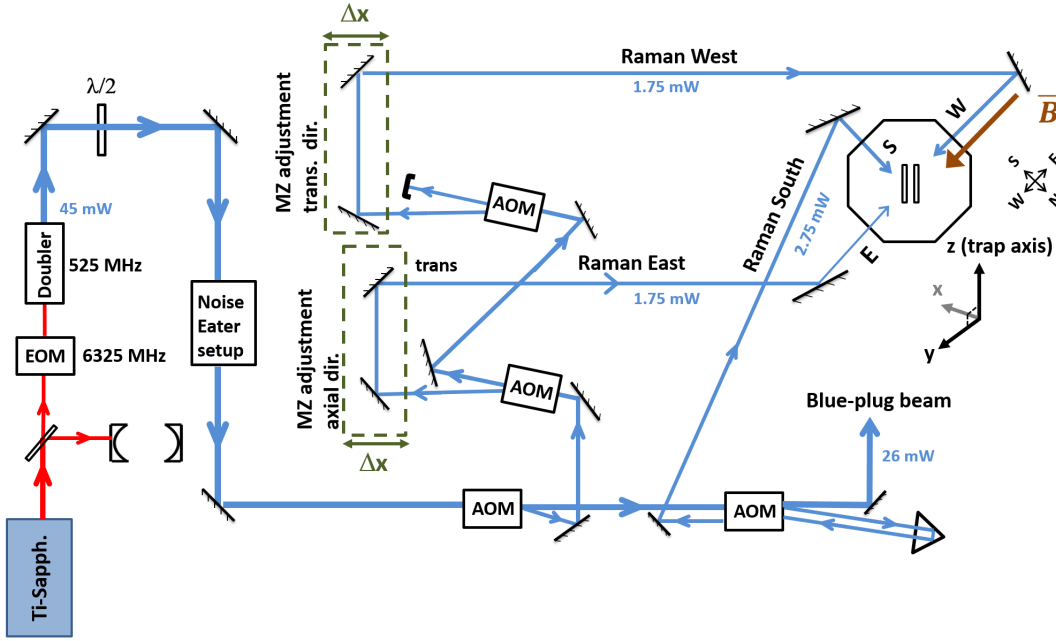 Δx
λ/2
Raman West
1.75 mW
MZ adjustment
trans. dir.
W
B
S
AOM
S
E
W
N
45 mW
Raman South
2.75 mW
Doubler
525 MHz
trans
Raman East
1.75 mW
E
z (trap axis)
x
y
Noise
Eater
setup
EOM
6325 MHz
MZ adjustment
axial dir.
AOM
Blue-plug beam
Δx
26 mW
AOM
AOM
Ti-Sapph.